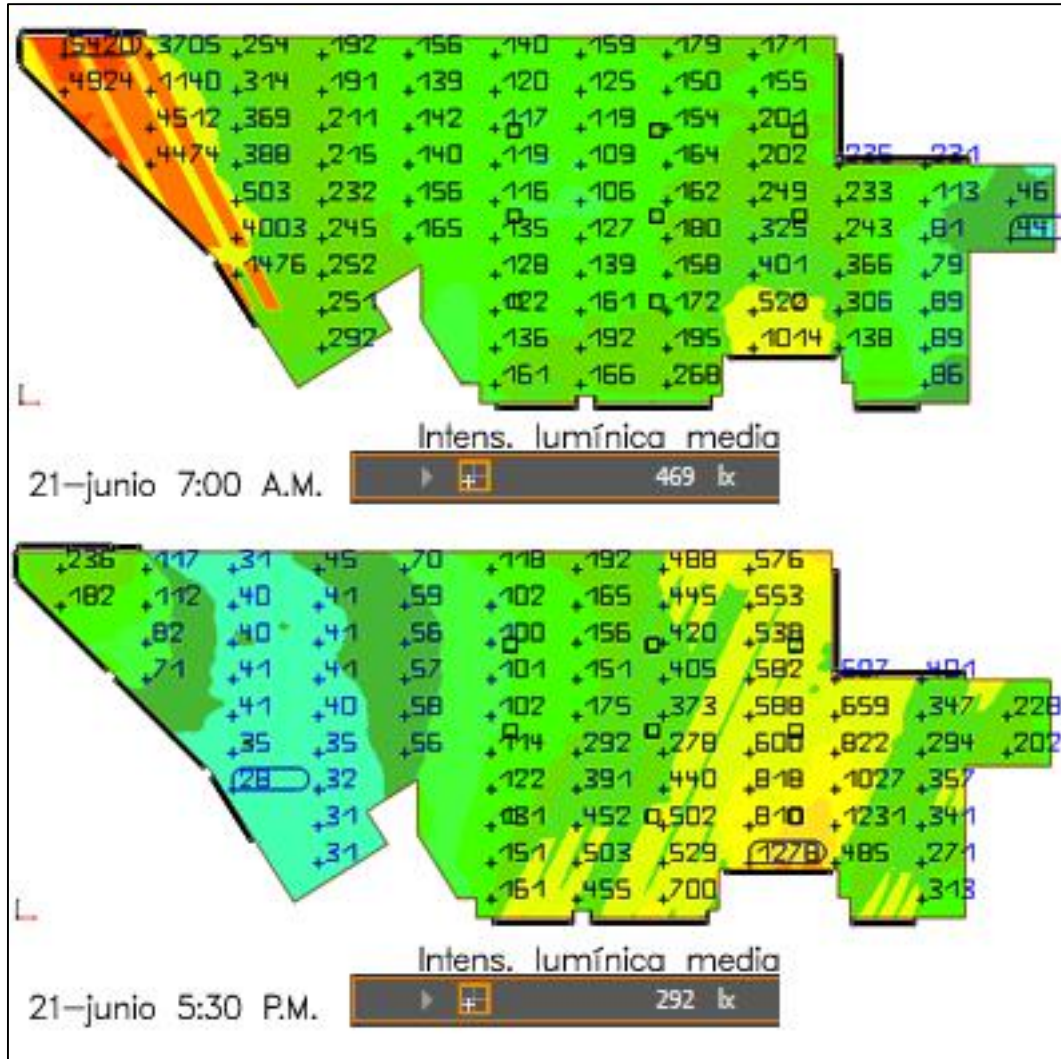 5420 3705 254 192 156 140 159 179 171
4924 1140 314 191 139 120 125 150 155
4512 369 211 142 117 119 154 201
4474 388 215 140 119 109 164 202 231
503 232 156 116 106 162 249 233 113 46
4003 245 165 135 127 180 325 243 81 44
1476 252 128 139 158 401 366 79
251 122 161 172 520 306 89
292 136 192 195 1014 138 89
161 166 268 86
Intens. lumínica media
21-junio 7:00 A.M. 469 lx
236 117 31 45 70 118 192 488 576
182 112 40 41 59 102 165 445 553
82 40 41 56 100 156 420 538
71 41 41 57 101 151 405 582 401
41 40 58 102 175 373 588 659 347 228
35 35 56 114 292 278 600 822 294 202
28 32 122 391 440 818 1027 357
31 131 452 502 810 1231 341
31 151 503 529 1278 485 271
161 455 700 313
Intens. lumínica media
21-junio 5:30 P.M. 292 lx